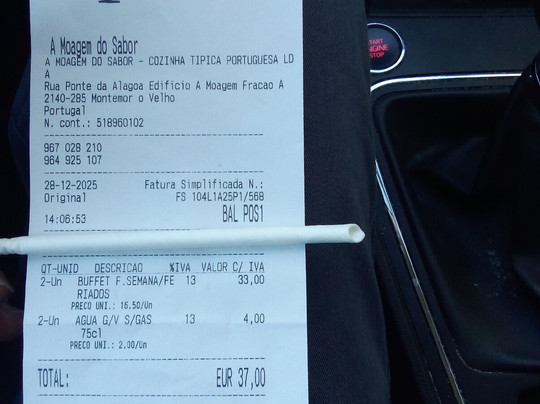 A Moagem do Sabor
A MOAGEM DO SABOR - COZINHA TIPICA PORTUGUESA LD
A
Rua Ponte da Alagoa Edificio A Moagem Fracao A
2140-285 Montemor o Velho
Portugal
N. cont.: 518960102
967 028 210
964 925 107
28-12-2025 Fatura Simplificada N.:
Original FS 104L1A25P1/568
14:06:53 BAL POS1
QT-UNID DESCRICAO %IVA VALOR C/ IVA
2-Un BUFFET F.SEMANA/FE 13 33,00
RIADOS
PRECO UNI.: 16.50/Un
2-Un AGUA G/V S/GAS 13 4,00
75cl
PRECO UNI.: 2.00/Un
TOTAL: EUR 37,00
START
ENGINE
STOP